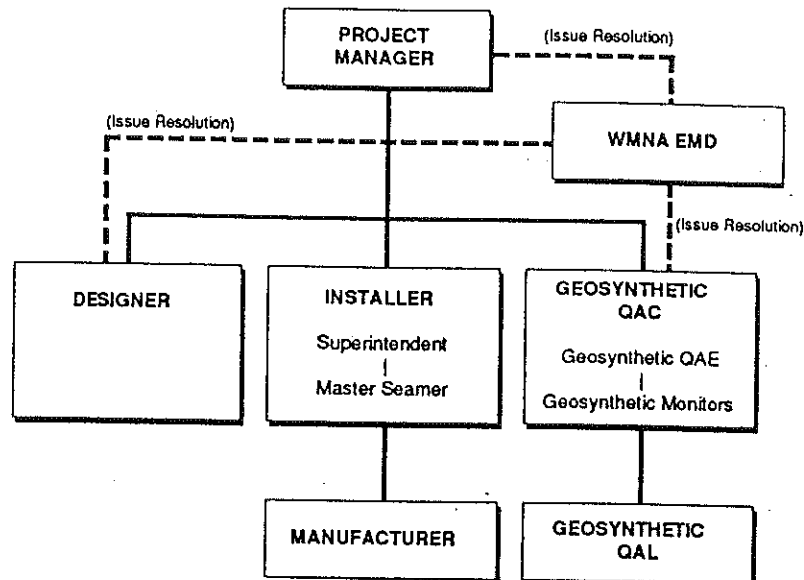 PROJECT
MANAGER
(Issue Resolution)
(Issue Resolution)
WMNA EMD
(Issue Resolution)
DESIGNER
INSTALLER
Superintendent
Master Seamer
GEOSYNTHETIC
QAC
Geosynthetic QAE
Geosynthetic Monitors
MANUFACTURER
GEOSYNTHETIC
QAL